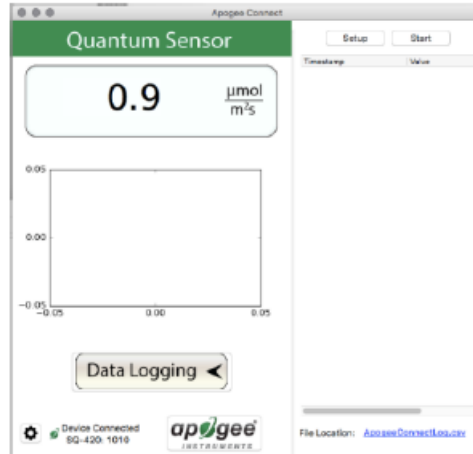 Apogee Connect
Quantum Sensor
0.9 µmol
m²s
Setup Start
Timestamp Value
0.05
0.00
−0.05
−0.05 0.00 0.05
Data Logging
Device Connected
SQ-420: 1010
apogee
INSTRUMENTS
File Location: ApogeeConnectLog.csv